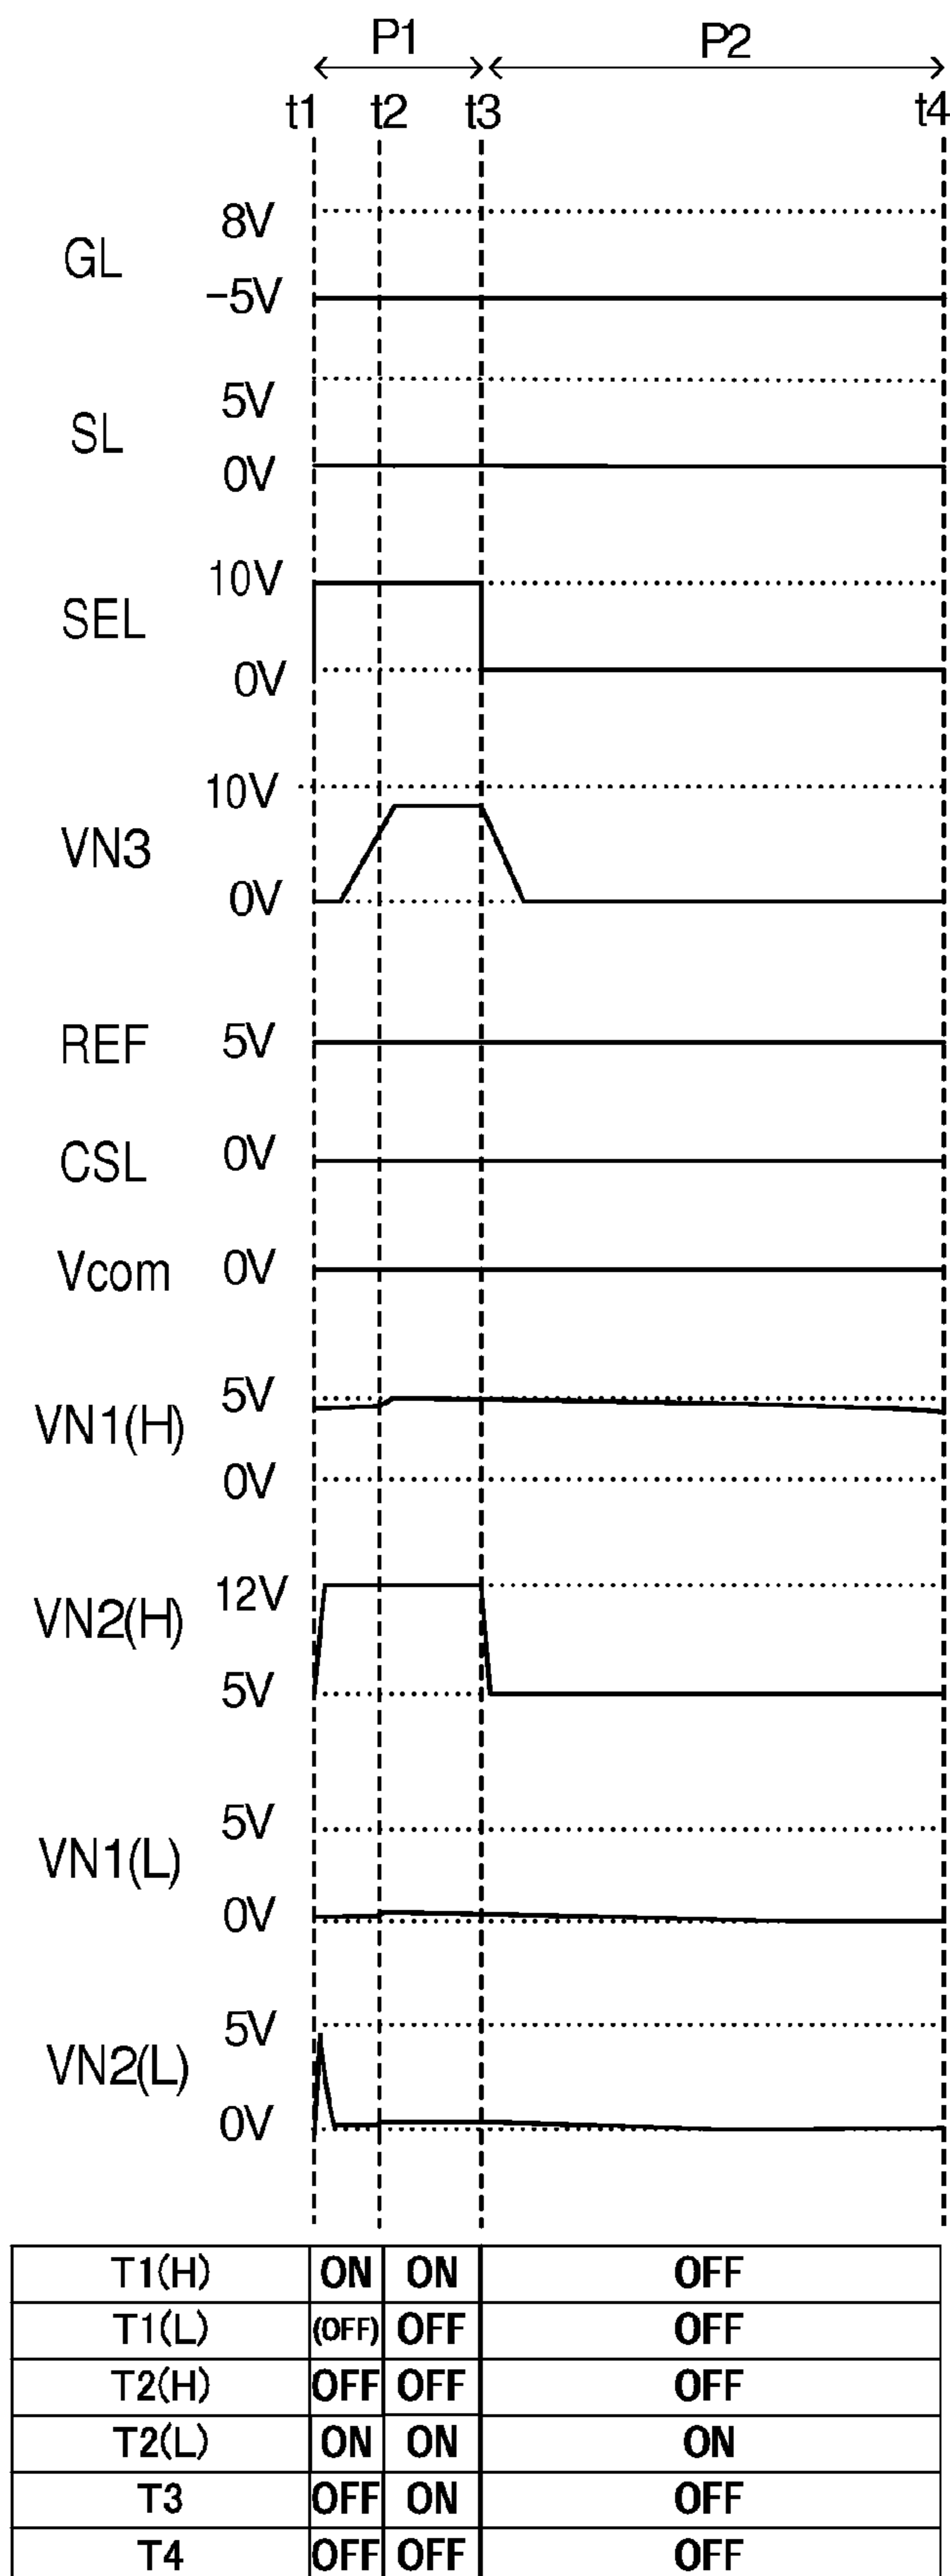 P1 P2
t1 t2 t3 t4
8V
GL
-5V
5V
SL
0V
10V
SEL
0V
10V
VN3
0V
REF 5V
CSL 0V
Vcom 0V
5V
VN1(H)
0V
12V
VN2(H)
5V
5V
VN1(L)
0V
5V
VN2(L)
0V
T1(H) ON ON OFF
T1(L) (OFF) OFF OFF
T2(H) OFF OFF OFF
T2(L) ON ON ON
T3 OFF ON OFF
T4 OFF OFF OFF